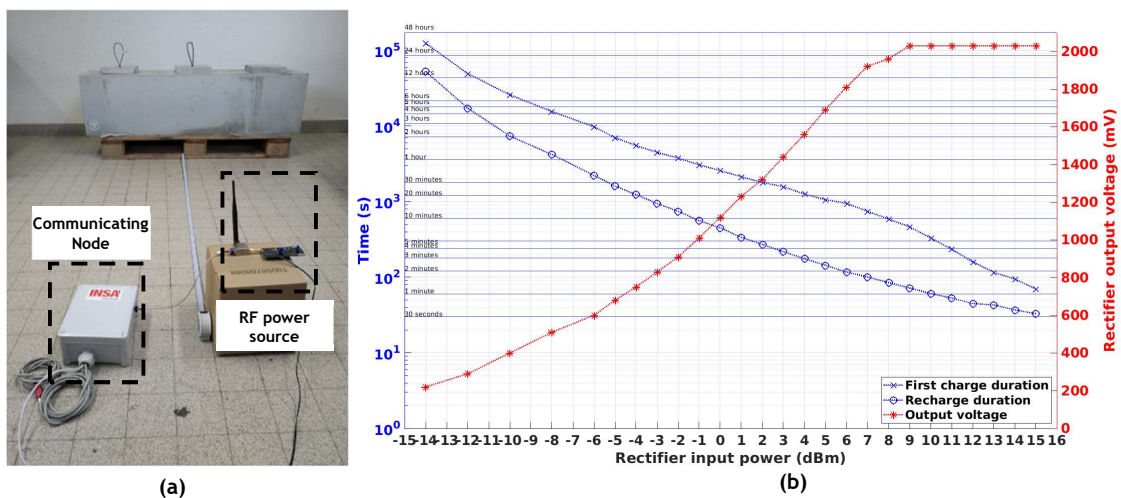 Communicating
Node
INSA
TOOSR7680RR
RF power
source
(a)
48 hours
24 hours
12 hours
6 hours
5 hours
4 hours
3 hours
2 hours
1 hour
30 minutes
20 minutes
10 minutes
5 minutes
4 minutes
3 minutes
2 minutes
1 minute
30 seconds
10^5
10^4
10^3
10^2
10^1
10^0
Time (s)
2000
1800
1600
1400
1200
1000
800
600
400
200
0
Rectifier output voltage (mV)
First charge duration
Recharge duration
Output voltage
-15 -14 -13 -12 -11 -10 -9 -8 -7 -6 -5 -4 -3 -2 -1 0 1 2 3 4 5 6 7 8 9 10 11 12 13 14 15 16
Rectifier input power (dBm)
(b)